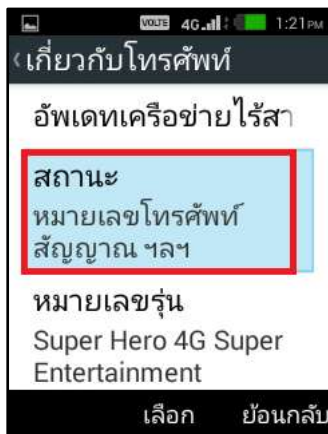 VOLTE 4G 1:21PM
เกี่ยวกับโทรศัพท์
อัพเดทเครือข่ายไร้สา
สถานะ
หมายเลขโทรศัพท์
สัญญาณ ฯลฯ
หมายเลขรุ่น
Super Hero 4G Super
Entertainment
เลือก ย้อนกลับ